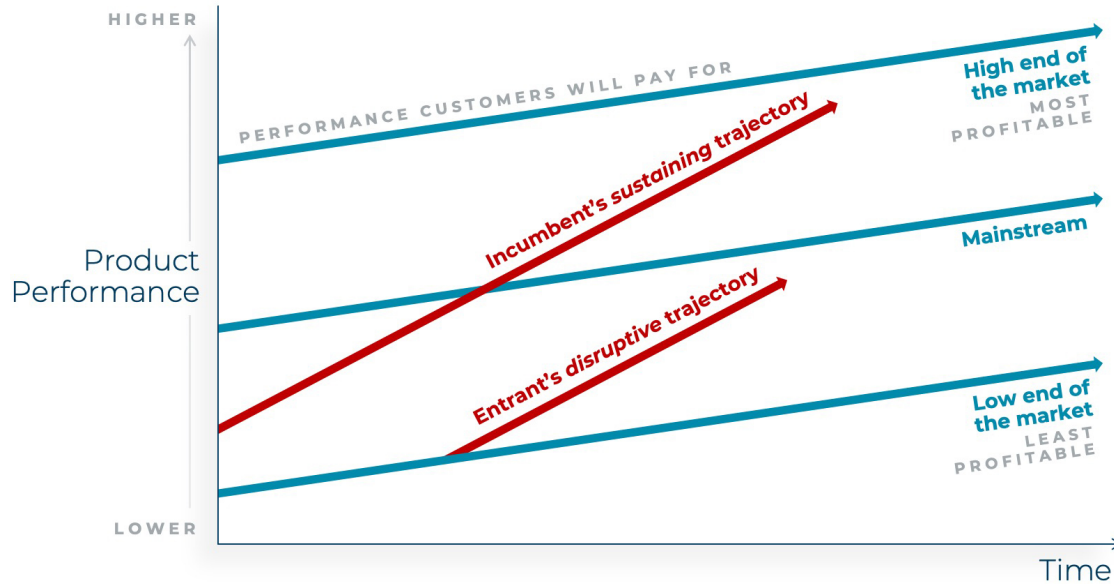 HIGHER
PERFORMANCE CUSTOMERS WILL PAY FOR
High end of
the market
MOST
PROFITABLE
Incumbent's sustaining trajectory
Product
Performance
Mainstream
Entrant's disruptive trajectory
Low end of
the market
LEAST
PROFITABLE
LOWER
Time